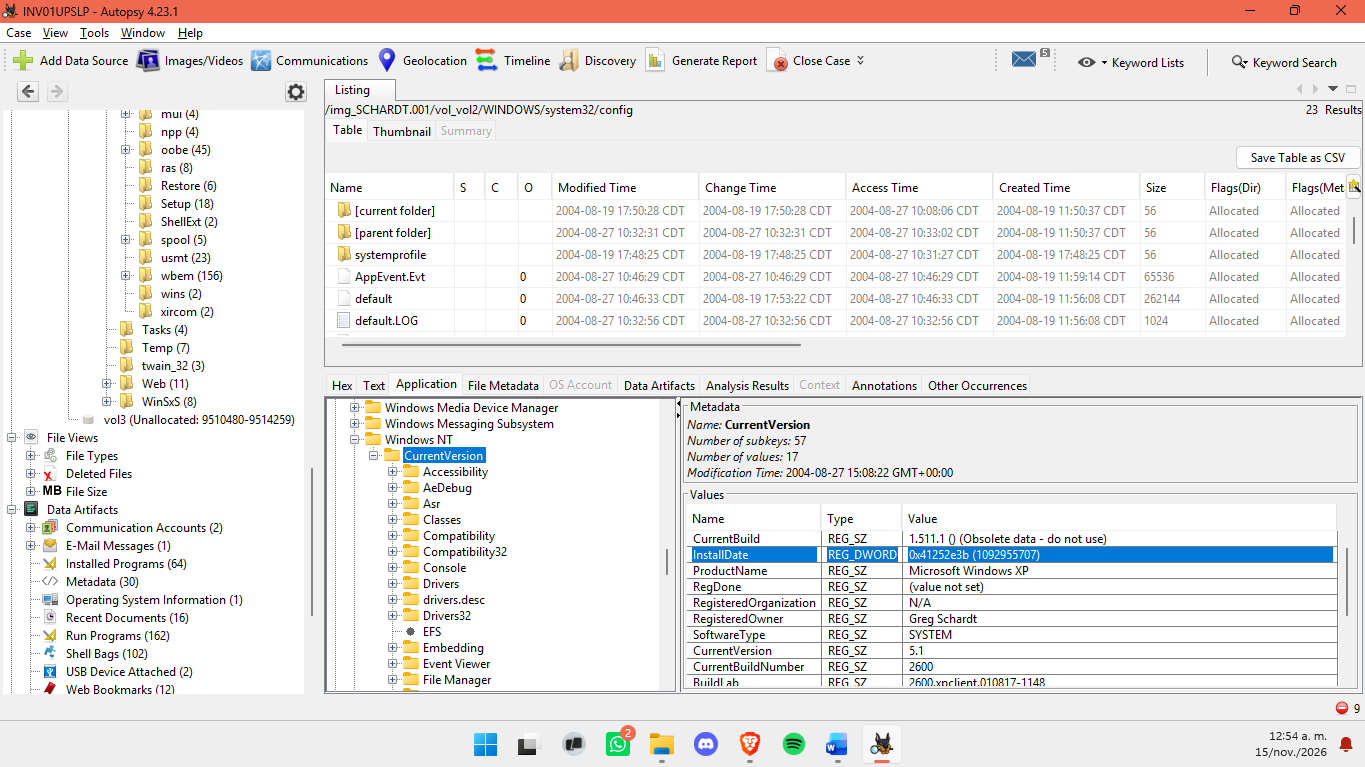 INV01UPSLP - Autopsy 4.23.1
Case View Tools Window Help
Add Data Source Images/Videos Communications Geolocation Timeline Discovery Generate Report Close Case 5 Keyword Lists Keyword Search
Listing
/img_SCHARDT.001/vol_vol2/WINDOWS/system32/config 23 Results
Table Thumbnail Summary
Save Table as CSV
Name S C O Modified Time Change Time Access Time Created Time Size Flags(Dir) Flags(Met
[current folder] 2004-08-19 17:50:28 CDT 2004-08-19 17:50:28 CDT 2004-08-27 10:08:06 CDT 2004-08-19 11:50:37 CDT 56 Allocated Allocated
[parent folder] 2004-08-27 10:32:31 CDT 2004-08-27 10:32:31 CDT 2004-08-27 10:33:02 CDT 2004-08-19 11:50:37 CDT 56 Allocated Allocated
systemprofile 2004-08-19 17:48:25 CDT 2004-08-19 17:48:25 CDT 2004-08-27 10:31:27 CDT 2004-08-19 17:48:25 CDT 56 Allocated Allocated
AppEvent.Evt 0 2004-08-27 10:46:29 CDT 2004-08-27 10:46:29 CDT 2004-08-27 10:46:29 CDT 2004-08-19 11:59:14 CDT 65536 Allocated Allocated
default 0 2004-08-27 10:46:33 CDT 2004-08-19 17:53:22 CDT 2004-08-27 10:46:33 CDT 2004-08-19 11:56:08 CDT 262144 Allocated Allocated
default.LOG 0 2004-08-27 10:32:56 CDT 2004-08-27 10:32:56 CDT 2004-08-27 10:32:56 CDT 2004-08-19 11:56:08 CDT 1024 Allocated Allocated
mui (4)
npp (4)
oobe (45)
ras (8)
Restore (6)
Setup (18)
ShellExt (2)
spool (5)
usmt (23)
wbem (156)
wins (2)
xircom (2)
Tasks (4)
Temp (7)
twain_32 (3)
Web (11)
WinSxS (8)
vol3 (Unallocated: 9510480-9514259)
File Views
File Types
Deleted Files
MB File Size
Data Artifacts
Communication Accounts (2)
E-Mail Messages (1)
Installed Programs (64)
Metadata (30)
Operating System Information (1)
Recent Documents (16)
Run Programs (162)
Shell Bags (102)
USB Device Attached (2)
Web Bookmarks (12)
Hex Text Application File Metadata OS Account Data Artifacts Analysis Results Context Annotations Other Occurrences
Windows Media Device Manager
Windows Messaging Subsystem
Windows NT
CurrentVersion
Accessibility
AeDebug
Asr
Classes
Compatibility
Compatibility32
Console
Drivers
drivers.desc
Drivers32
EFS
Embedding
Event Viewer
File Manager
Metadata
Name: CurrentVersion
Number of subkeys: 57
Number of values: 17
Modification Time: 2004-08-27 15:08:22 GMT+00:00
Values
Name Type Value
CurrentBuild REG_SZ 1.511.1 () (Obsolete data - do not use)
InstallDate REG_DWORD 0x41252e3b (1092955707)
ProductName REG_SZ Microsoft Windows XP
RegDone REG_SZ (value not set)
RegisteredOrganization REG_SZ N/A
RegisteredOwner REG_SZ Greg Schardt
SoftwareType REG_SZ SYSTEM
CurrentVersion REG_SZ 5.1
CurrentBuildNumber REG_SZ 2600
BuildLab REG_SZ 2600.xpclient.010817-1148
9
2
12:54 a. m.
15/nov./2026